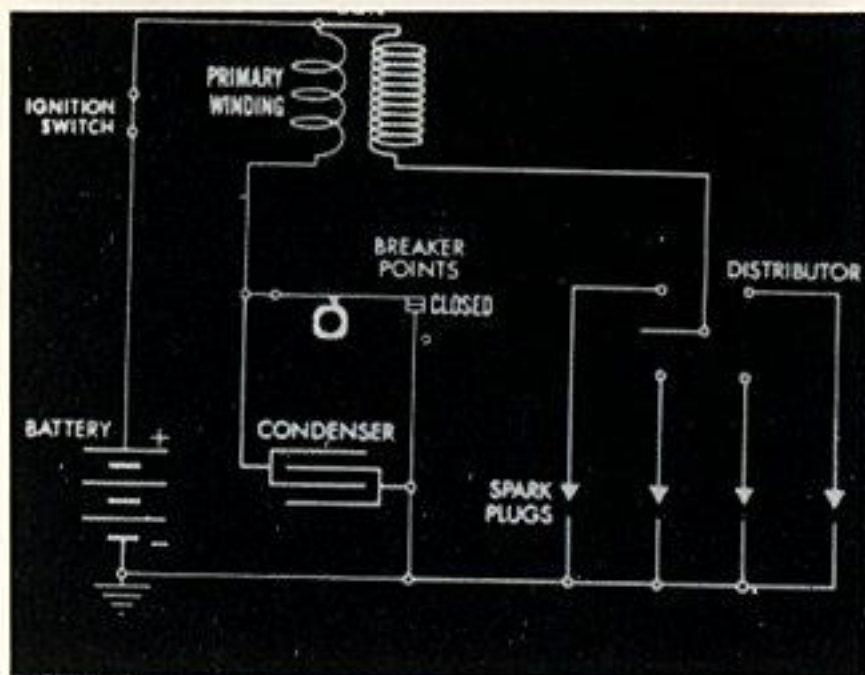 PRIMARY
WINDING
IGNITION
SWITCH
BREAKER
POINTS
CLOSED
DISTRIBUTOR
BATTERY
+
CONDENSER
SPARK
PLUGS
−